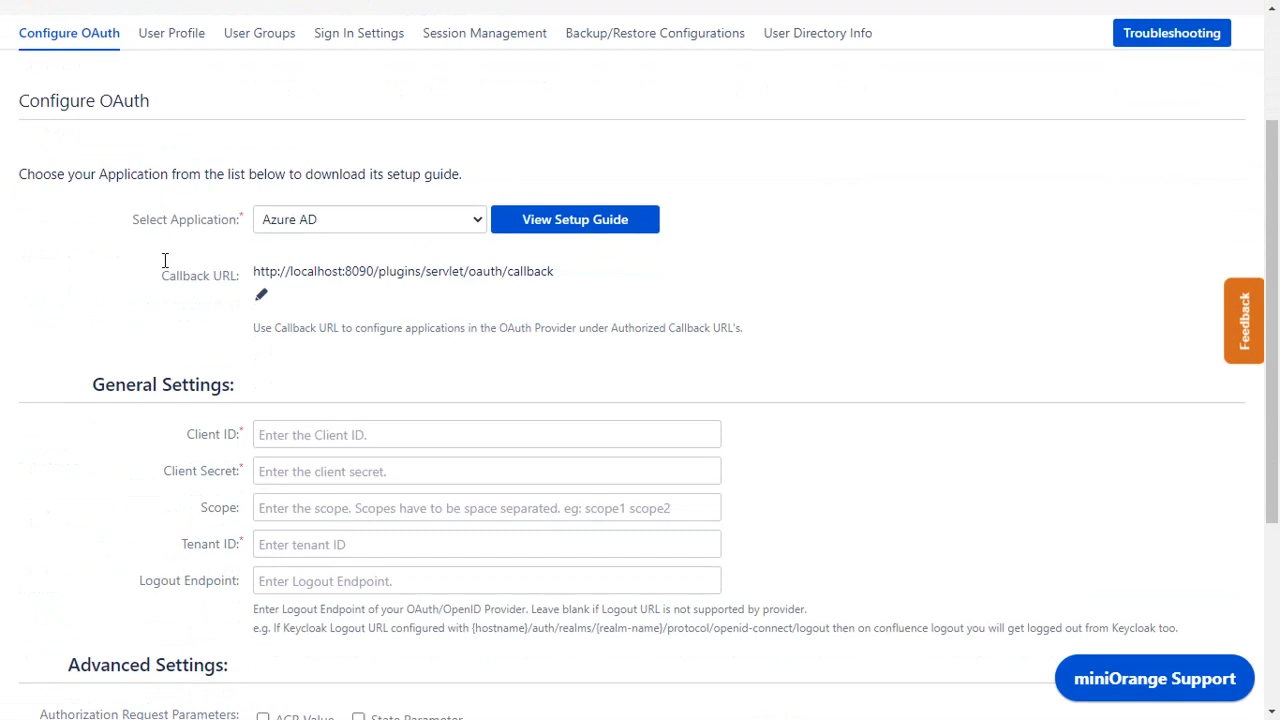 Configure OAuth User Profile User Groups Sign In Settings Session Management Backup/Restore Configurations User Directory Info Troubleshooting
Configure OAuth
Choose your Application from the list below to download its setup guide.
Select Application:* Azure AD View Setup Guide
Callback URL: http://localhost:8090/plugins/servlet/oauth/callback
Use Callback URL to configure applications in the OAuth Provider under Authorized Callback URL's.
Feedback
General Settings:
Client ID:* Enter the Client ID.
Client Secret:* Enter the client secret.
Scope: Enter the scope. Scopes have to be space separated. eg: scope1 scope2
Tenant ID:* Enter tenant ID
Logout Endpoint: Enter Logout Endpoint.
Enter Logout Endpoint of your OAuth/OpenID Provider. Leave blank if Logout URL is not supported by provider.
e.g. If Keycloak Logout URL configured with {hostname}/auth/realms/{realm-name}/protocol/openid-connect/logout then on confluence logout you will get logged out from Keycloak too.
Advanced Settings:
miniOrange Support
Authorization Request Parameters: ACR Value State Parameter